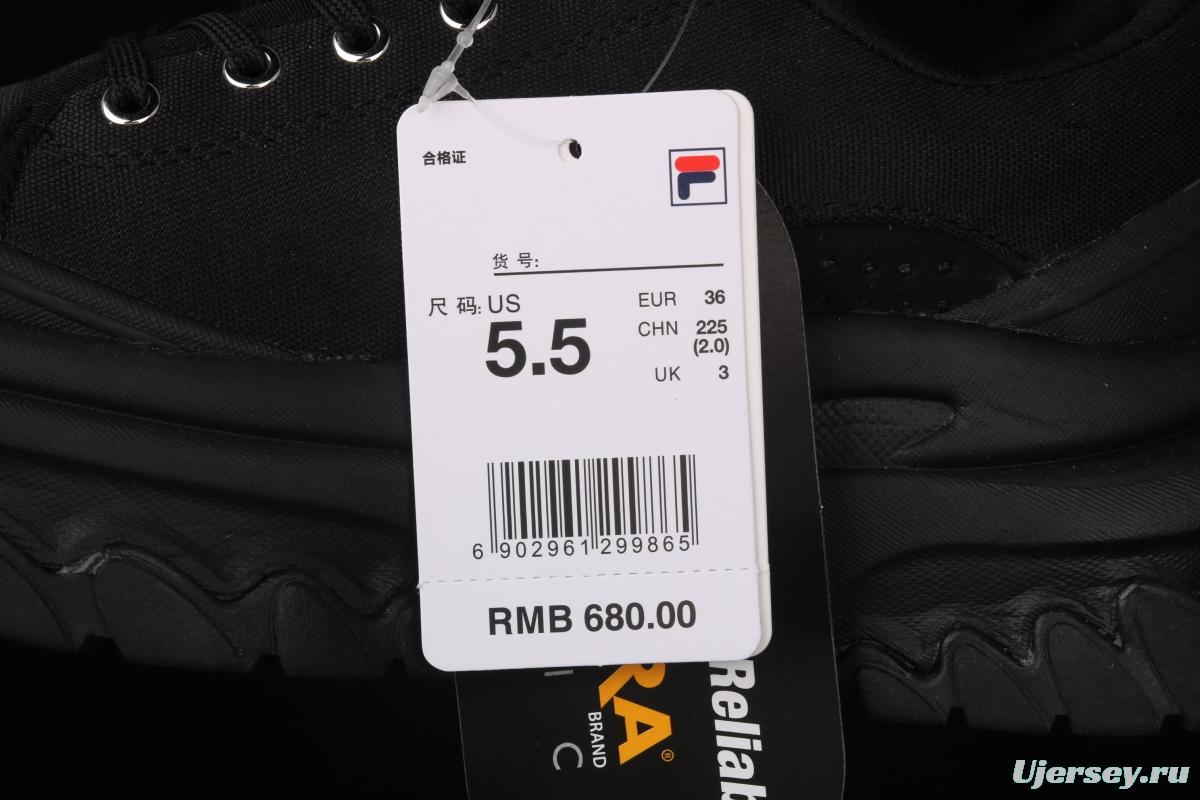 合格证
货 号:
尺 码: US
5.5
EUR 36
CHN 225
(2.0)
UK 3
6 902961 299865
RMB 680.00
RA®
BRAND
C
Reliab
Ujersey.ru